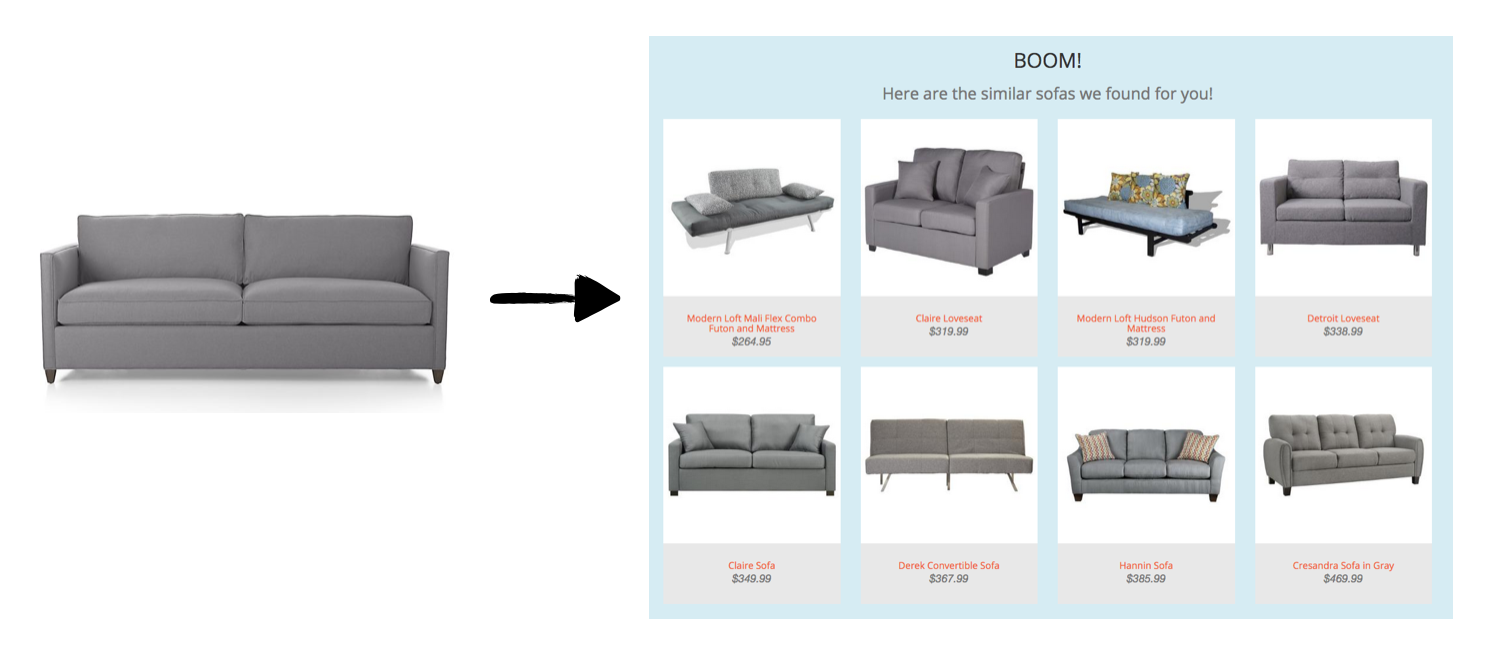 BOOM!
Here are the similar sofas we found for you!
Modern Loft Mali Flex Combo
Futon and Mattress
$264.95
Claire Loveseat
$319.99
Modern Loft Hudson Futon and
Mattress
$319.99
Detroit Loveseat
$338.99
Claire Sofa
$349.99
Derek Convertible Sofa
$367.99
Hannin Sofa
$385.99
Cresandra Sofa in Gray
$469.99